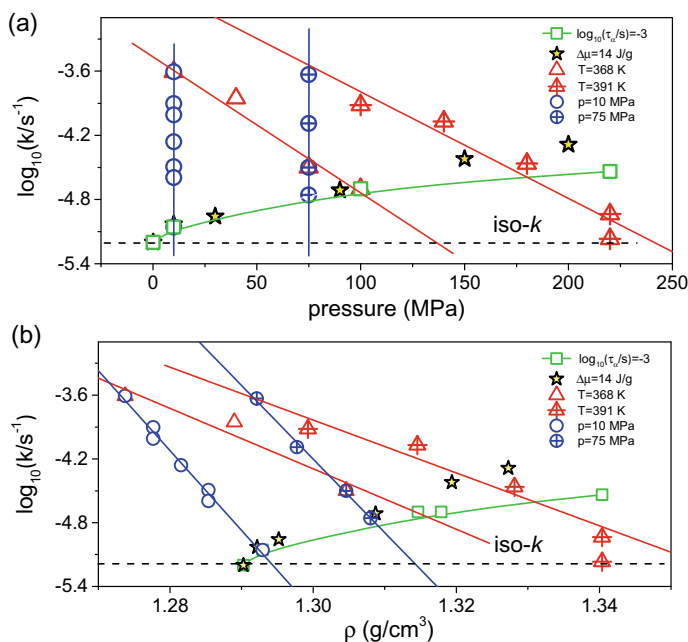 (a)
log₁₀(τα/s)=-3
Δμ=14 J/g
T=368 K
T=391 K
p=10 MPa
p=75 MPa
-3.6
-4.2
-4.8
-5.4
log₁₀(k/s⁻¹)
iso-k
0 50 100 150 200 250
pressure (MPa)
(b)
log₁₀(τα/s)=-3
Δμ=14 J/g
T=368 K
T=391 K
p=10 MPa
p=75 MPa
-3.6
-4.2
-4.8
-5.4
log₁₀(k/s⁻¹)
iso-k
1.28 1.30 1.32 1.34
ρ (g/cm³)